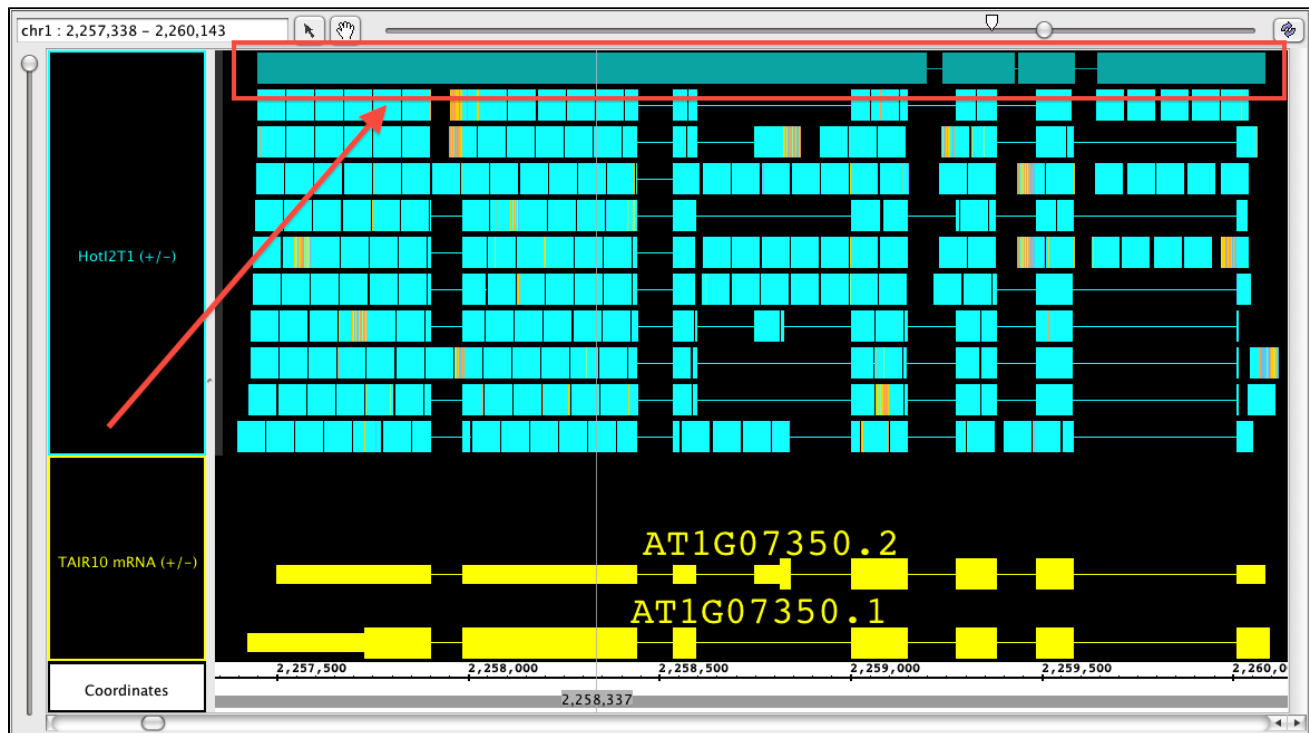 chr1 : 2,257,338 – 2,260,143
HotI2T1 (+/-)
TAIR10 mRNA (+/-)
AT1G07350.2
AT1G07350.1
Coordinates
2,257,500 2,258,000 2,258,500 2,259,000 2,259,500 2,260,0
2,258,337